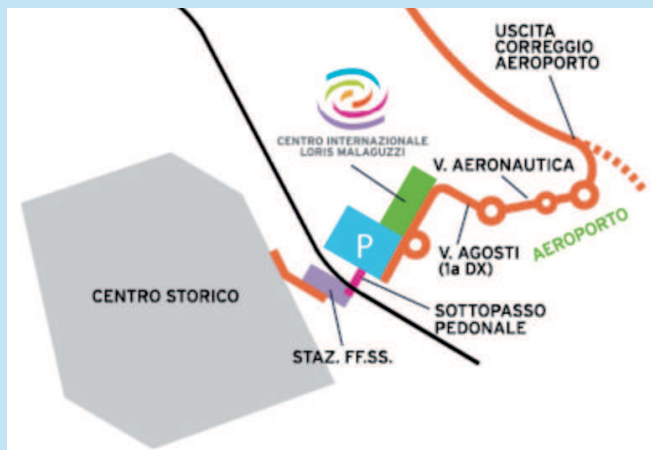 USCITA
CORREGGIO
AEROPORTO
CENTRO INTERNAZIONALE
LORIS MALAGUZZI
V. AERONAUTICA
AEROPORTO
P
V. AGOSTI
(1a DX)
CENTRO STORICO
SOTTOPASSO
PEDONALE
STAZ. FF.SS.